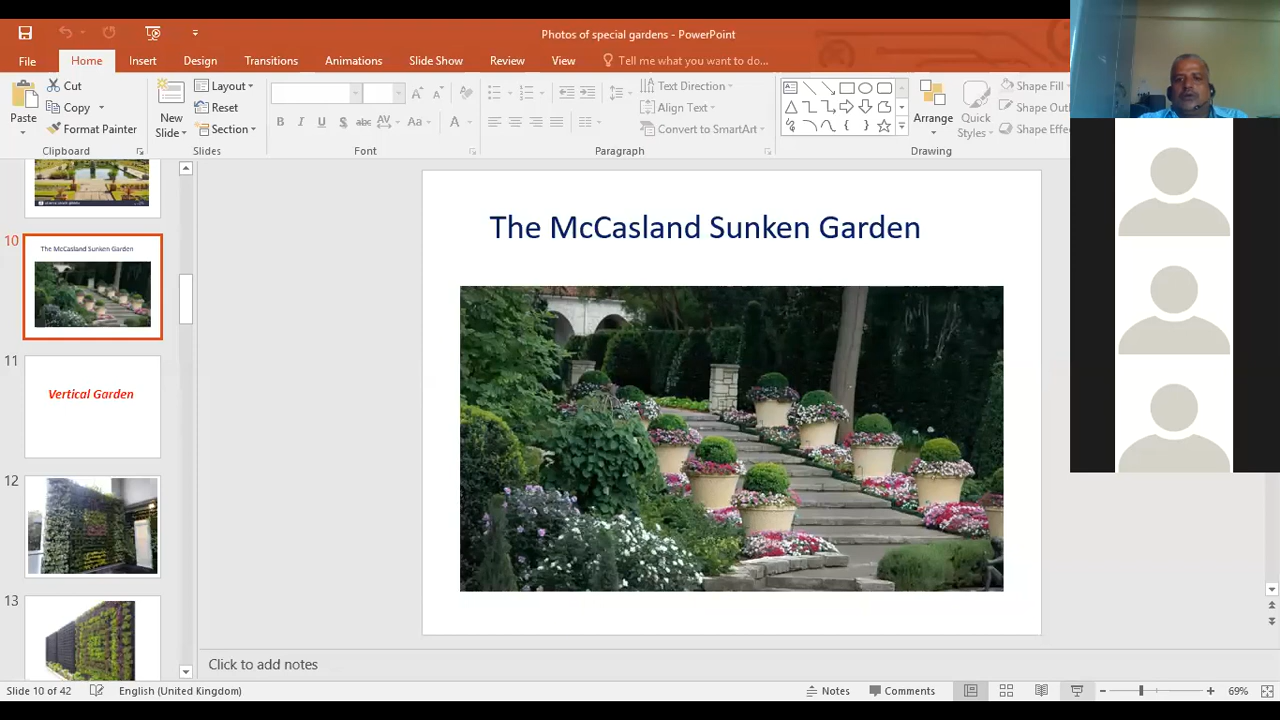 Photos of special gardens - PowerPoint
File
Home
Insert
Design
Transitions
Animations
Slide Show
Review
View
Tell me what you want to do...
Paste
Cut
Copy
Format Painter
Clipboard
New
Slide
Layout
Reset
Section
Slides
B I U S abc AV Aa A
Font
Text Direction
Align Text
Convert to SmartArt
Paragraph
Arrange
Quick
Styles
Shape Fill
Shape Outl
Shape Effe
Drawing
10
The McCasland Sunken Garden
11
Vertical Garden
12
13
The McCasland Sunken Garden
Click to add notes
Slide 10 of 42
English (United Kingdom)
Notes
Comments
69%